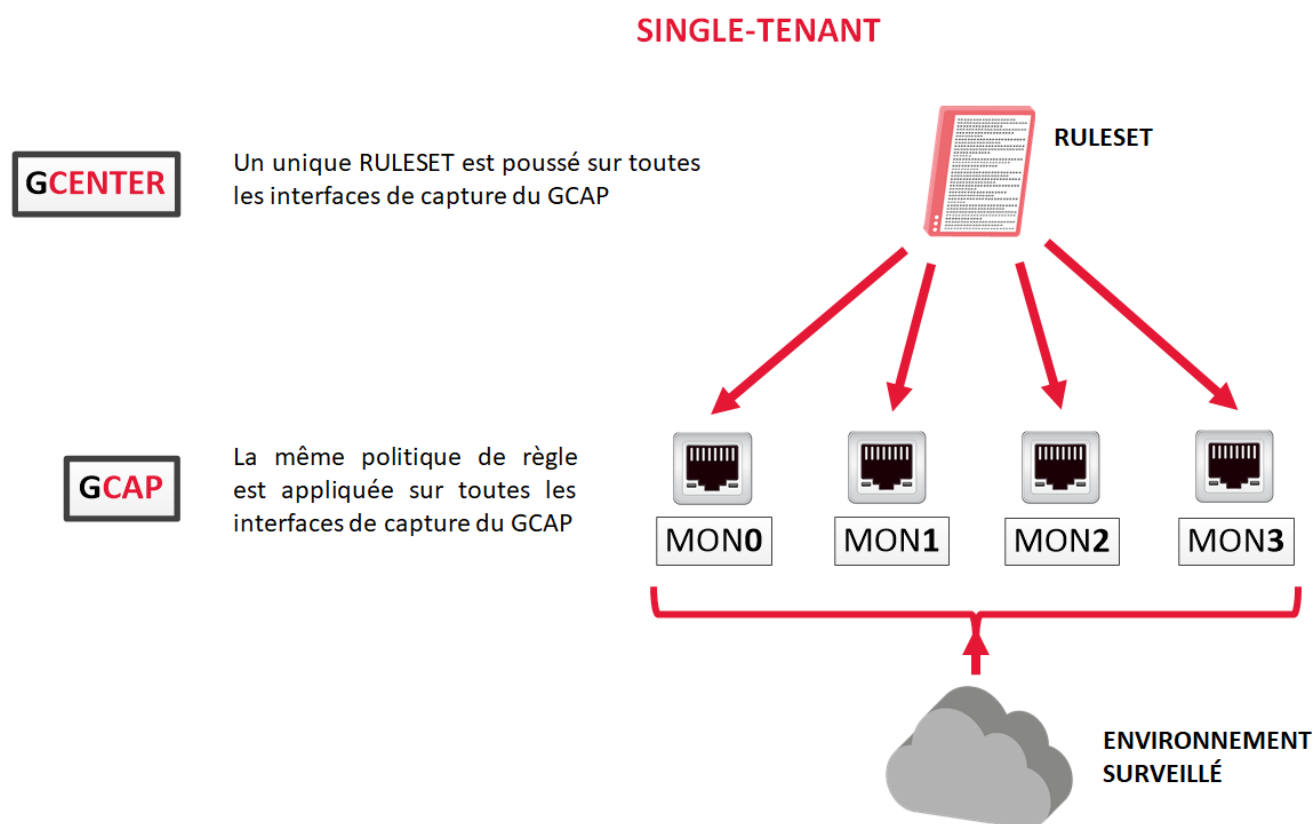 SINGLE-TENANT
RULESET
GCENTER
Un unique RULESET est poussé sur toutes
les interfaces de capture du GCAP
GCAP
La même politique de règle
est appliquée sur toutes les
interfaces de capture du GCAP
MON0
MON1
MON2
MON3
ENVIRONNEMENT
SURVEILLÉ